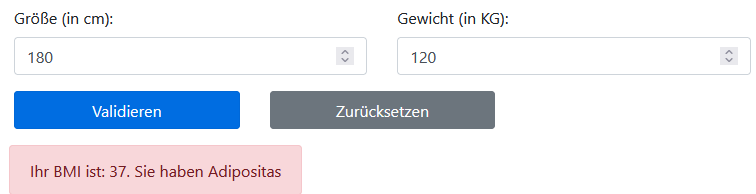 Größe (in cm): Gewicht (in KG):
180 120
Validieren Zurücksetzen
Ihr BMI ist: 37. Sie haben Adipositas